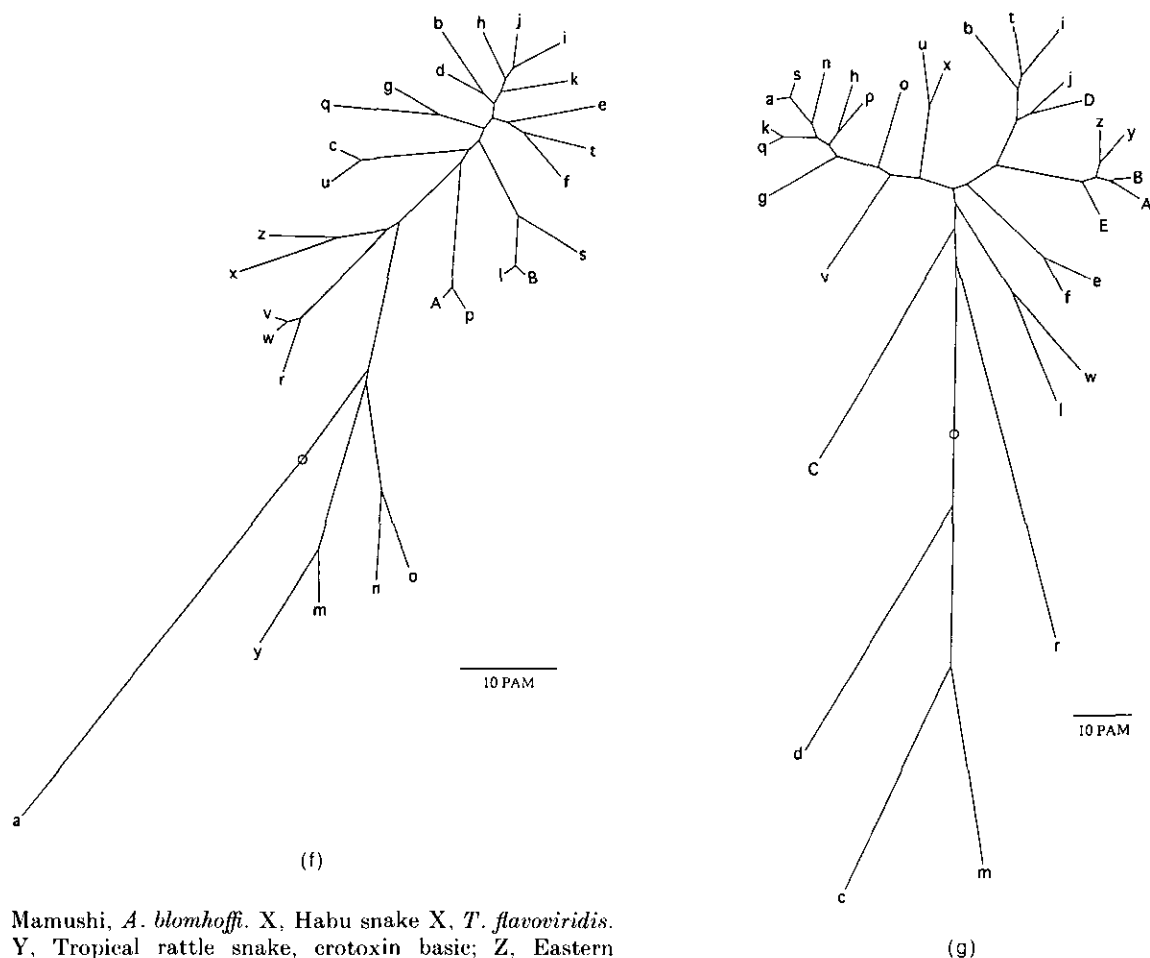 b h j i
d k
g
q e
c t
u f
z
x s
l B
A p
v
w
r
n o
m
y
10 PAM
a
(f)
Mamushi, A. blomhoffi. X, Habu snake X, T. flavoviridis.
Y, Tropical rattle snake, crotoxin basic; Z, Eastern
b t i
u x
s n h p o
a j D
k z y
q B
g A
E
v e
f
w
l
C
r
10 PAM
d
m
c
(g)